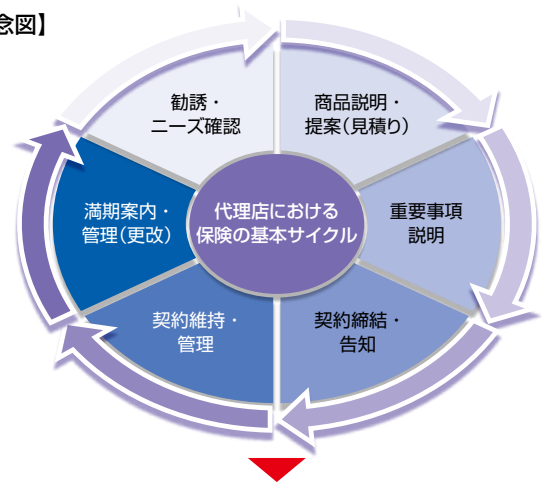 念図】
勧誘・
ニーズ確認
商品説明・
提案(見積り)
重要事項
説明
契約締結・
告知
契約維持・
管理
満期案内・
管理(更改)
代理店における
保険の基本サイクル